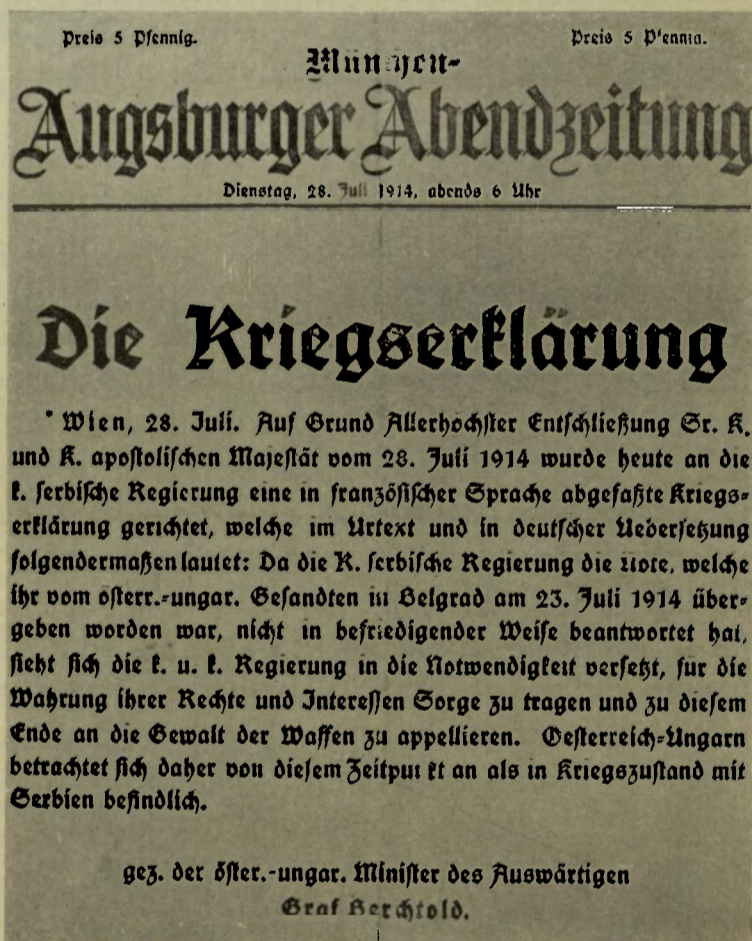 Preis 5 Pfennig. Preis 5 Pfennig.
München-
Augsburger Abendzeitung
Dienstag, 28. Juli 1914, abends 6 Uhr
Die Kriegserklärung
* Wien, 28. Juli. Auf Grund Allerhöchster Entschließung Sr. K.
und K. apostolischen Majestät vom 28. Juli 1914 wurde heute an die
k. serbische Regierung eine in französischer Sprache abgefaßte Kriegs-
erklärung gerichtet, welche im Urtext und in deutscher Uebersetzung
folgendermaßen lautet: Da die K. serbische Regierung die Note, welche
ihr vom österr.-ungar. Gesandten in Belgrad am 23. Juli 1914 über-
geben worden war, nicht in befriedigender Weise beantwortet hat,
sieht sich die k. u. k. Regierung in die Notwendigkeit versetzt, für die
Wahrung ihrer Rechte und Interessen Sorge zu tragen und zu diesem
Ende an die Gewalt der Waffen zu appellieren. Oesterreich-Ungarn
betrachtet sich daher von diesem Zeitpunkt an als in Kriegszustand mit
Serbien befindlich.
gez. der öster.-ungar. Minister des Auswärtigen
Graf Berchtold.